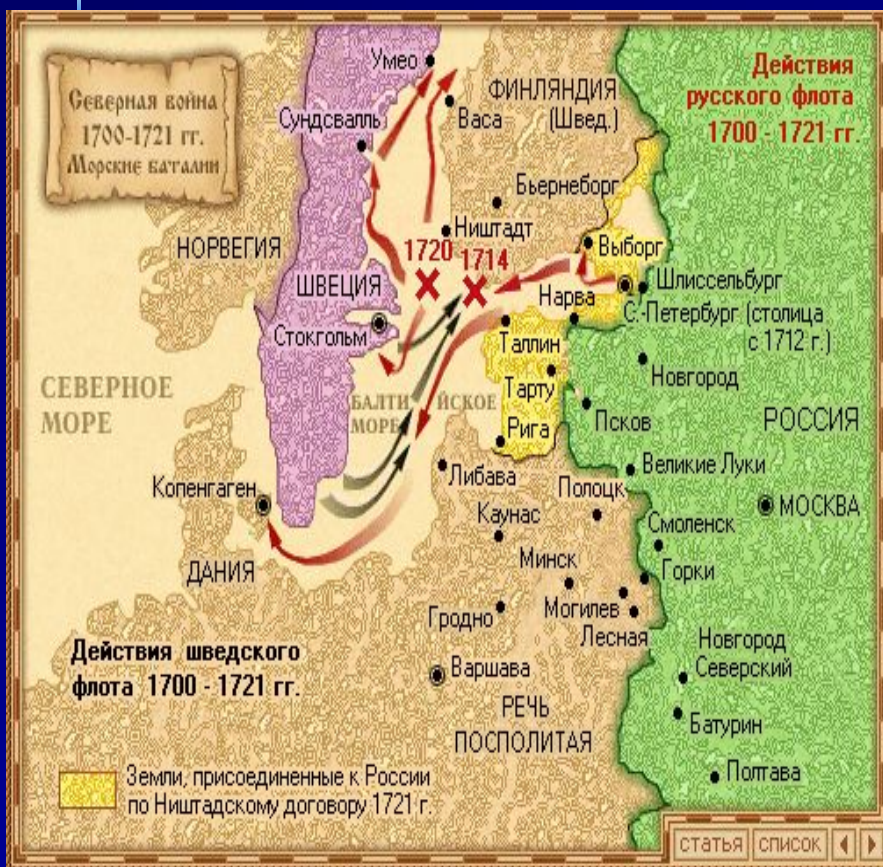 Северная война
1700-1721 гг.
Морские баталии
Действия
русского флота
1700 - 1721 гг.
Умео
ФИНЛЯНДИЯ
(Швед.)
Васа
Сундсвалль
Бьернеборг
НОРВЕГИЯ
Ништадт
1720
1714
Выборг
ШВЕЦИЯ
Нарва
Шлиссельбург
С.-Петербург (столица
с 1712 г.)
Стокгольм
Таллин
Новгород
СЕВЕРНОЕ
МОРЕ
БАЛТИЙСКОЕ
МОРЕ
Тарту
Псков
РОССИЯ
Рига
Великие Луки
Либава
Полоцк
Копенгаген
МОСКВА
Каунас
Смоленск
ДАНИЯ
Минск
Горки
Гродно
Могилев
Лесная
Действия шведского
флота 1700 - 1721 гг.
Новгород
Северский
Варшава
РЕЧЬ
ПОСПОЛИТАЯ
Батурин
Полтава
Земли, присоединенные к России
по Ништадскому договору 1721 г.
статья список